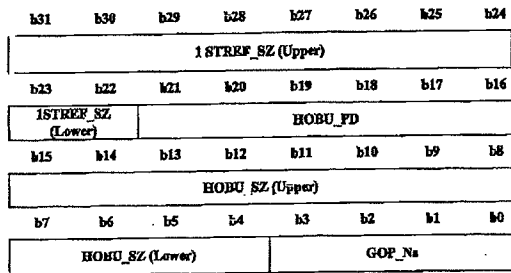 b31 b30 b29 b28 b27 b26 b25 b24
1 STREF_SZ (Upper)
b23 b22 b21 b20 b19 b18 b17 b16
1STREF_SZ (Lower) HOBU_PD
b15 b14 b13 b12 b11 b10 b9 b8
HOBU_SZ (Upper)
b7 b6 b5 b4 b3 b2 b1 b0
HOBU_SZ (Lower) GOP_Ns